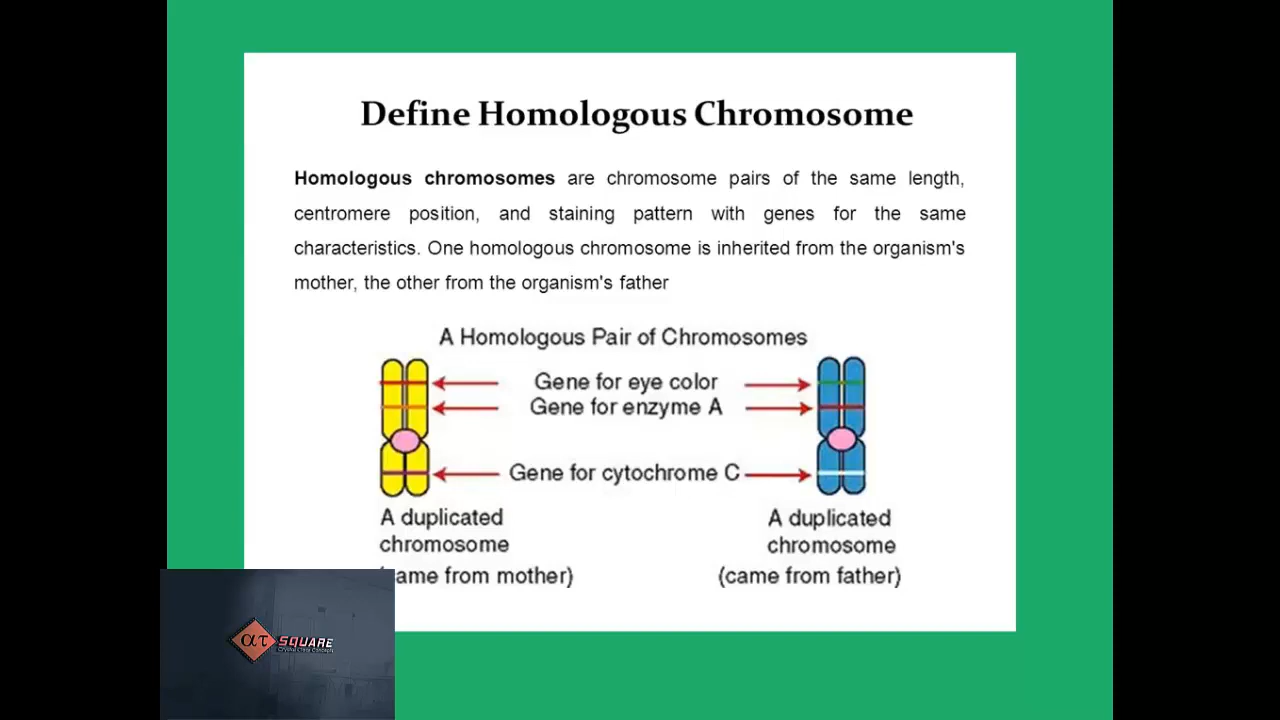 Define Homologous Chromosome
Homologous chromosomes are chromosome pairs of the same length,
centromere position, and staining pattern with genes for the same
characteristics. One homologous chromosome is inherited from the organism's
mother, the other from the organism's father
A Homologous Pair of Chromosomes
Gene for eye color
Gene for enzyme A
Gene for cytochrome C
A duplicated
chromosome
came from mother)
A duplicated
chromosome
(came from father)
ατ SQUARE